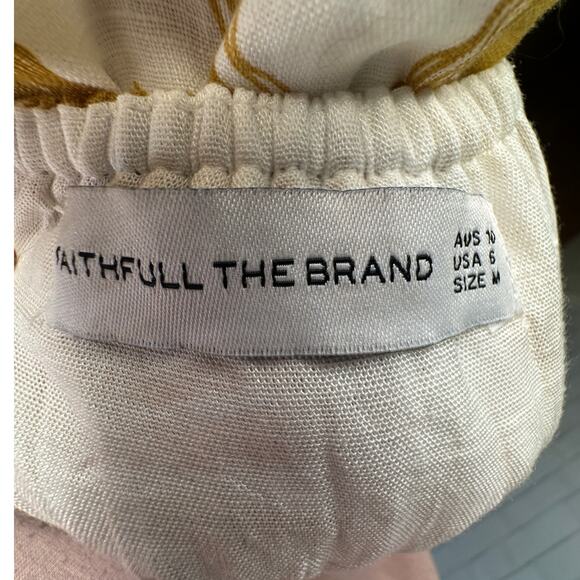 FAITHFULL THE BRAND
AUS 10
USA 6
SIZE M